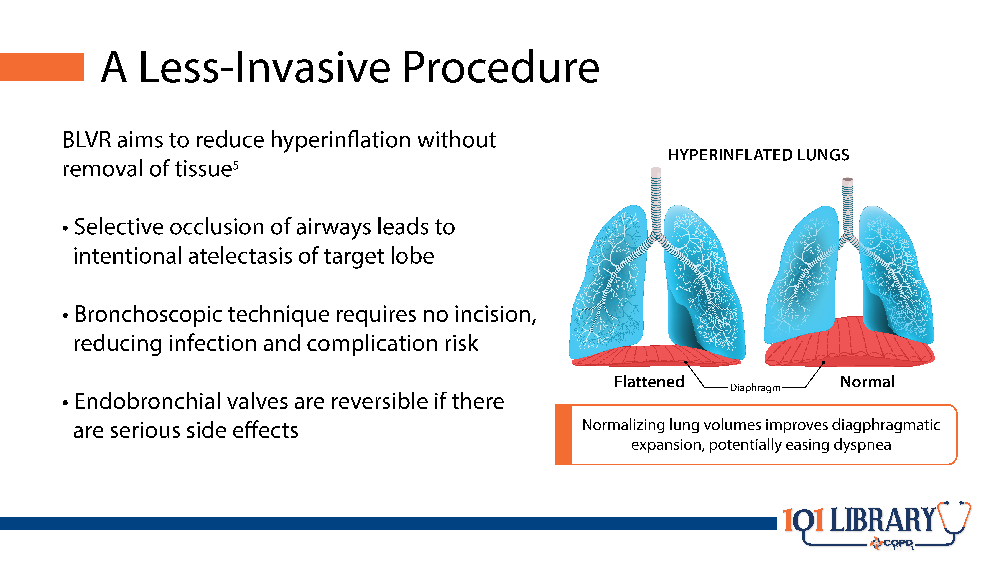 A Less-Invasive Procedure
BLVR aims to reduce hyperinflation without
removal of tissue⁵
• Selective occlusion of airways leads to
intentional atelectasis of target lobe
• Bronchoscopic technique requires no incision,
reducing infection and complication risk
• Endobronchial valves are reversible if there
are serious side effects
HYPERINFLATED LUNGS
Flattened
Diaphragm
Normal
Normalizing lung volumes improves diagphragmatic
expansion, potentially easing dyspnea
101 LIBRARY
COPD
FOUNDATION®